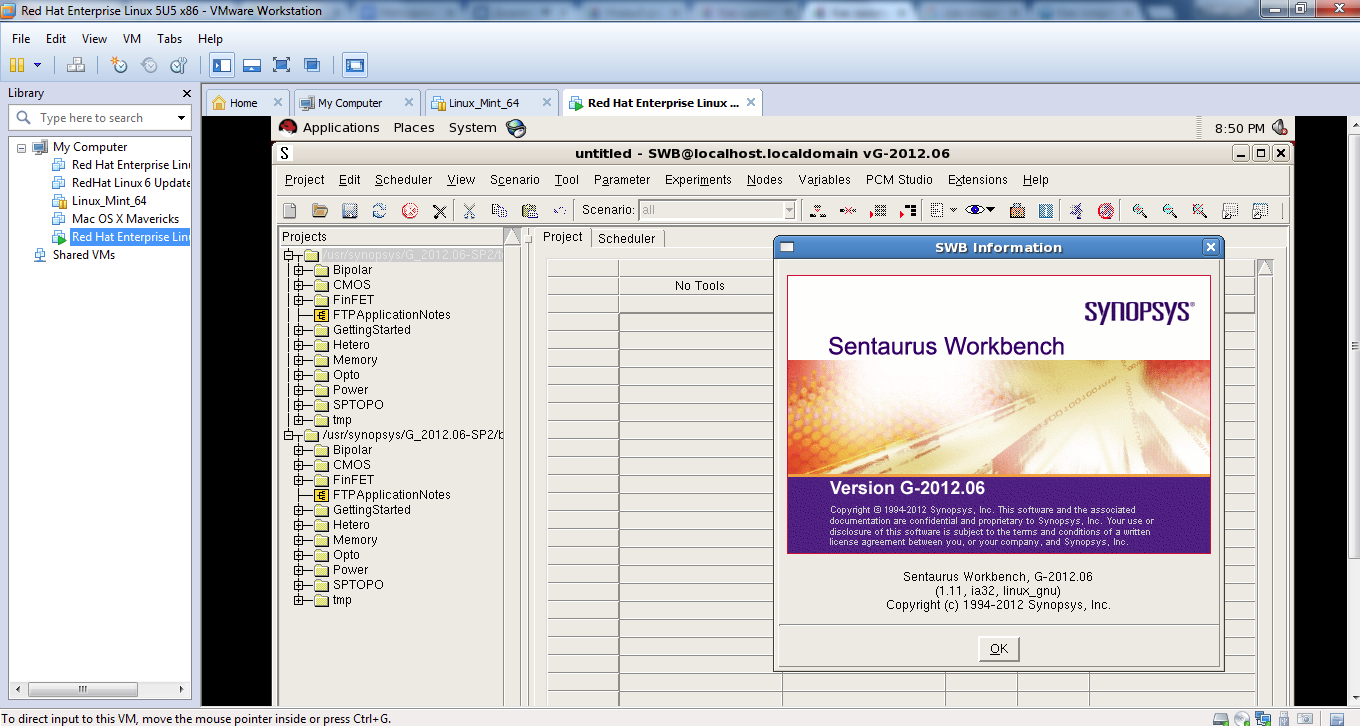 Red Hat Enterprise Linux 5U5 x86 - VMware Workstation
File Edit View VM Tabs Help
Library
Type here to search
My Computer
Red Hat Enterprise Lin
RedHat Linux 6 Update
Linux_Mint_64
Mac OS X Mavericks
Red Hat Enterprise Lin
Shared VMs
Home
My Computer
Linux_Mint_64
Red Hat Enterprise Linux ...
Applications Places System
8:50 PM
untitled - SWB@localhost.localdomain vG-2012.06
Project Edit Scheduler View Scenario Tool Parameter Experiments Nodes Variables PCM Studio Extensions Help
Scenario: all
Projects
/usr/synopsys/G_2012.06-SP2/b
Bipolar
CMOS
FinFET
FTPApplicationNotes
GettingStarted
Hetero
Memory
Opto
Power
SPTOPO
tmp
/usr/synopsys/G_2012.06-SP2/b
Bipolar
CMOS
FinFET
FTPApplicationNotes
GettingStarted
Hetero
Memory
Opto
Power
SPTOPO
tmp
Project
Scheduler
No Tools
SWB Information
SYNOPSYS®
Sentaurus Workbench
Version G-2012.06
Copyright © 1994-2012 Synopsys, Inc. This software and the associated
documentation are confidential and proprietary to Synopsys, Inc. Your use or
disclosure of this software is subject to the terms and conditions of a written
license agreement between you, or your company, and Synopsys, Inc.
Sentaurus Workbench, G-2012.06
(1.11, ia32, linux_gnu)
Copyright (c) 1994-2012 Synopsys, Inc.
OK
To direct input to this VM, move the mouse pointer inside or press Ctrl+G.